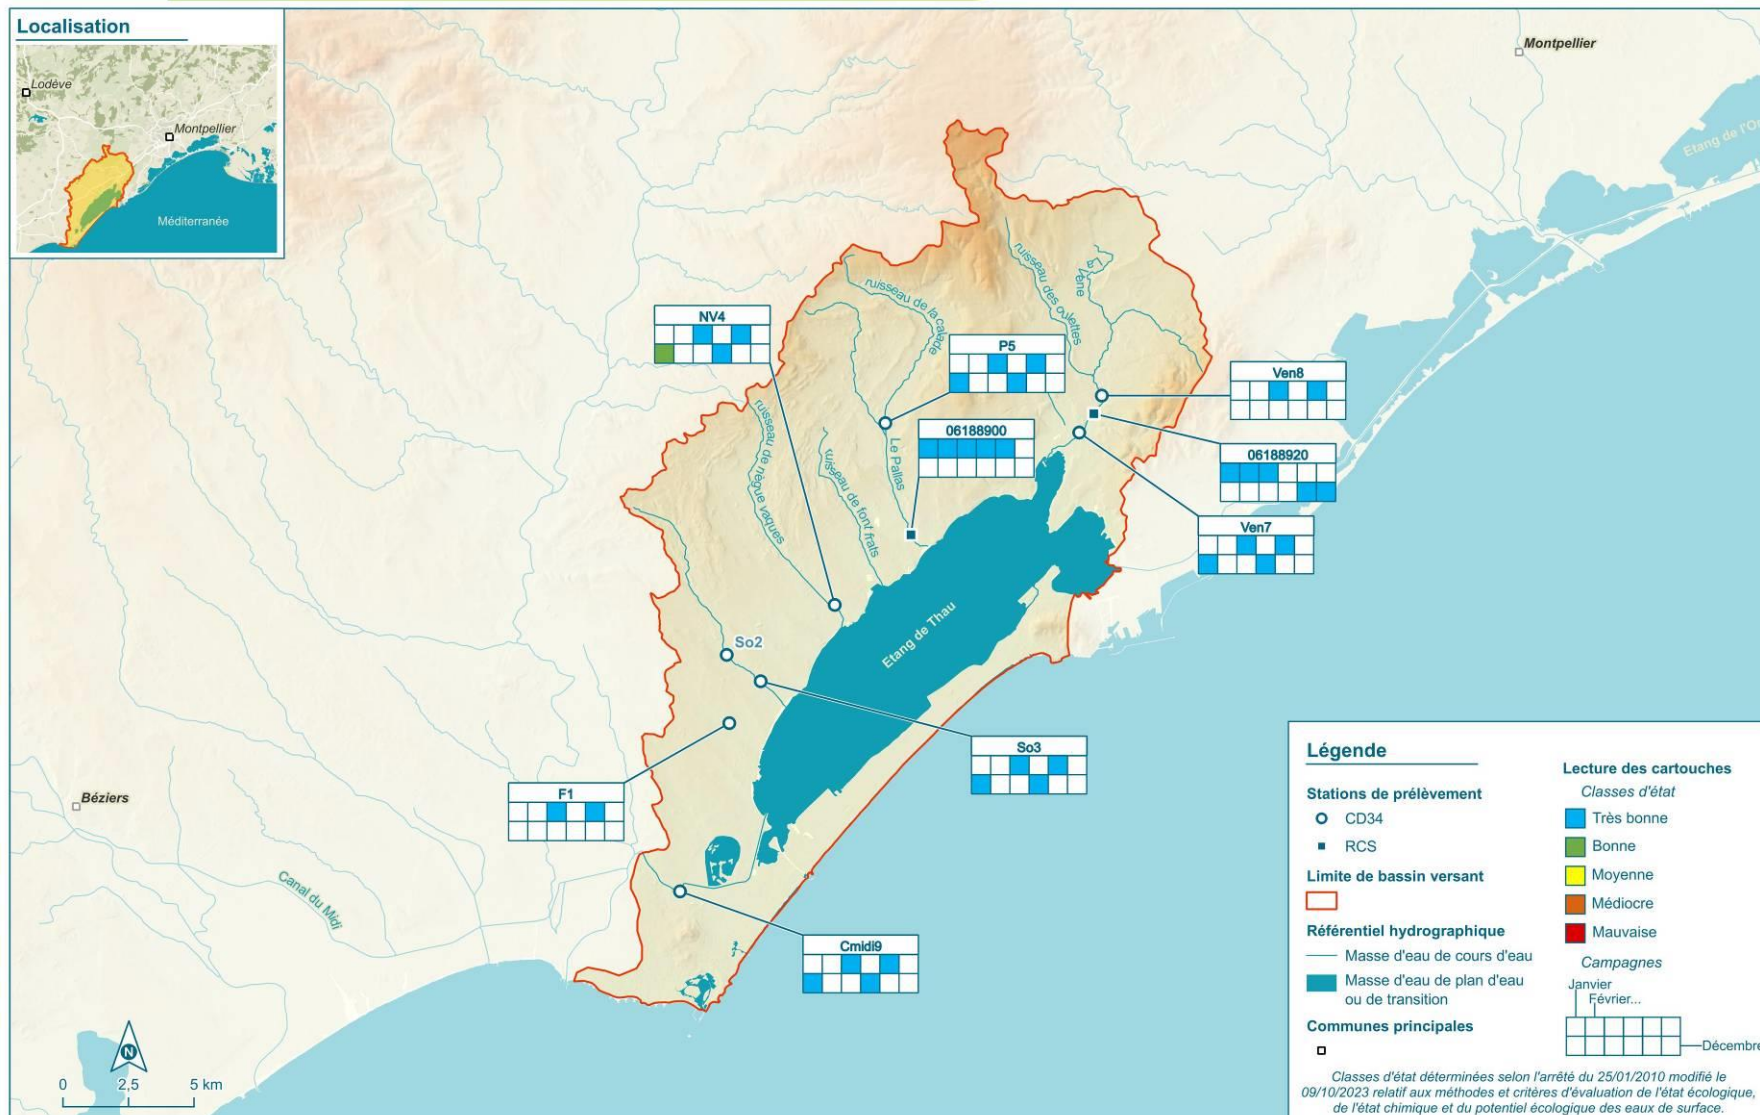 Localisation
Lodève
Montpellier
Méditerranée
Montpellier
ruisseau des oulettes
La Vène
ruisseau de la calade
NV4
P5
Ven8
06188900
06188920
Le Pallas
ruisseau de nègue vaques
ruisseau de font frats
Ven7
Etang de Thau
So2
So3
F1
Béziers
Canal du Midi
Cmidi9
N
0 2,5 5 km
Légende
Stations de prélèvement
CD34
RCS
Limite de bassin versant
Référentiel hydrographique
Masse d'eau de cours d'eau
Masse d'eau de plan d'eau
ou de transition
Communes principales
Lecture des cartouches
Classes d'état
Très bonne
Bonne
Moyenne
Médiocre
Mauvaise
Campagnes
Janvier
Février...
Décembre
Classes d'état déterminées selon l'arrêté du 25/01/2010 modifié le
09/10/2023 relatif aux méthodes et critères d'évaluation de l'état écologique,
de l'état chimique et du potentiel écologique des eaux de surface.
Etang de l'Or